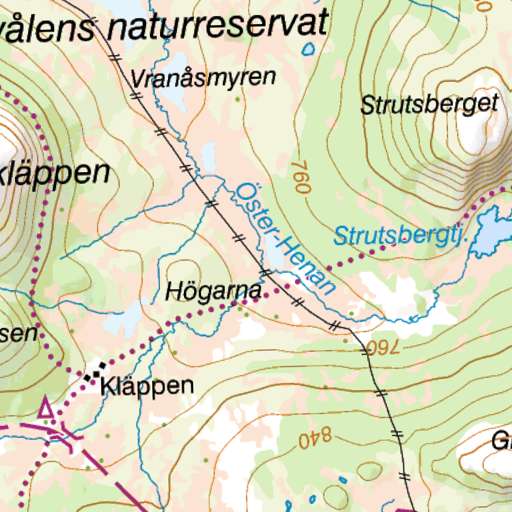 vålens naturreservat
Vranåsmyren
Strutsberget
kläppen
760
Öster-Henan
Strutsbergtj.
Högarna
sen
760
Kläppen
840